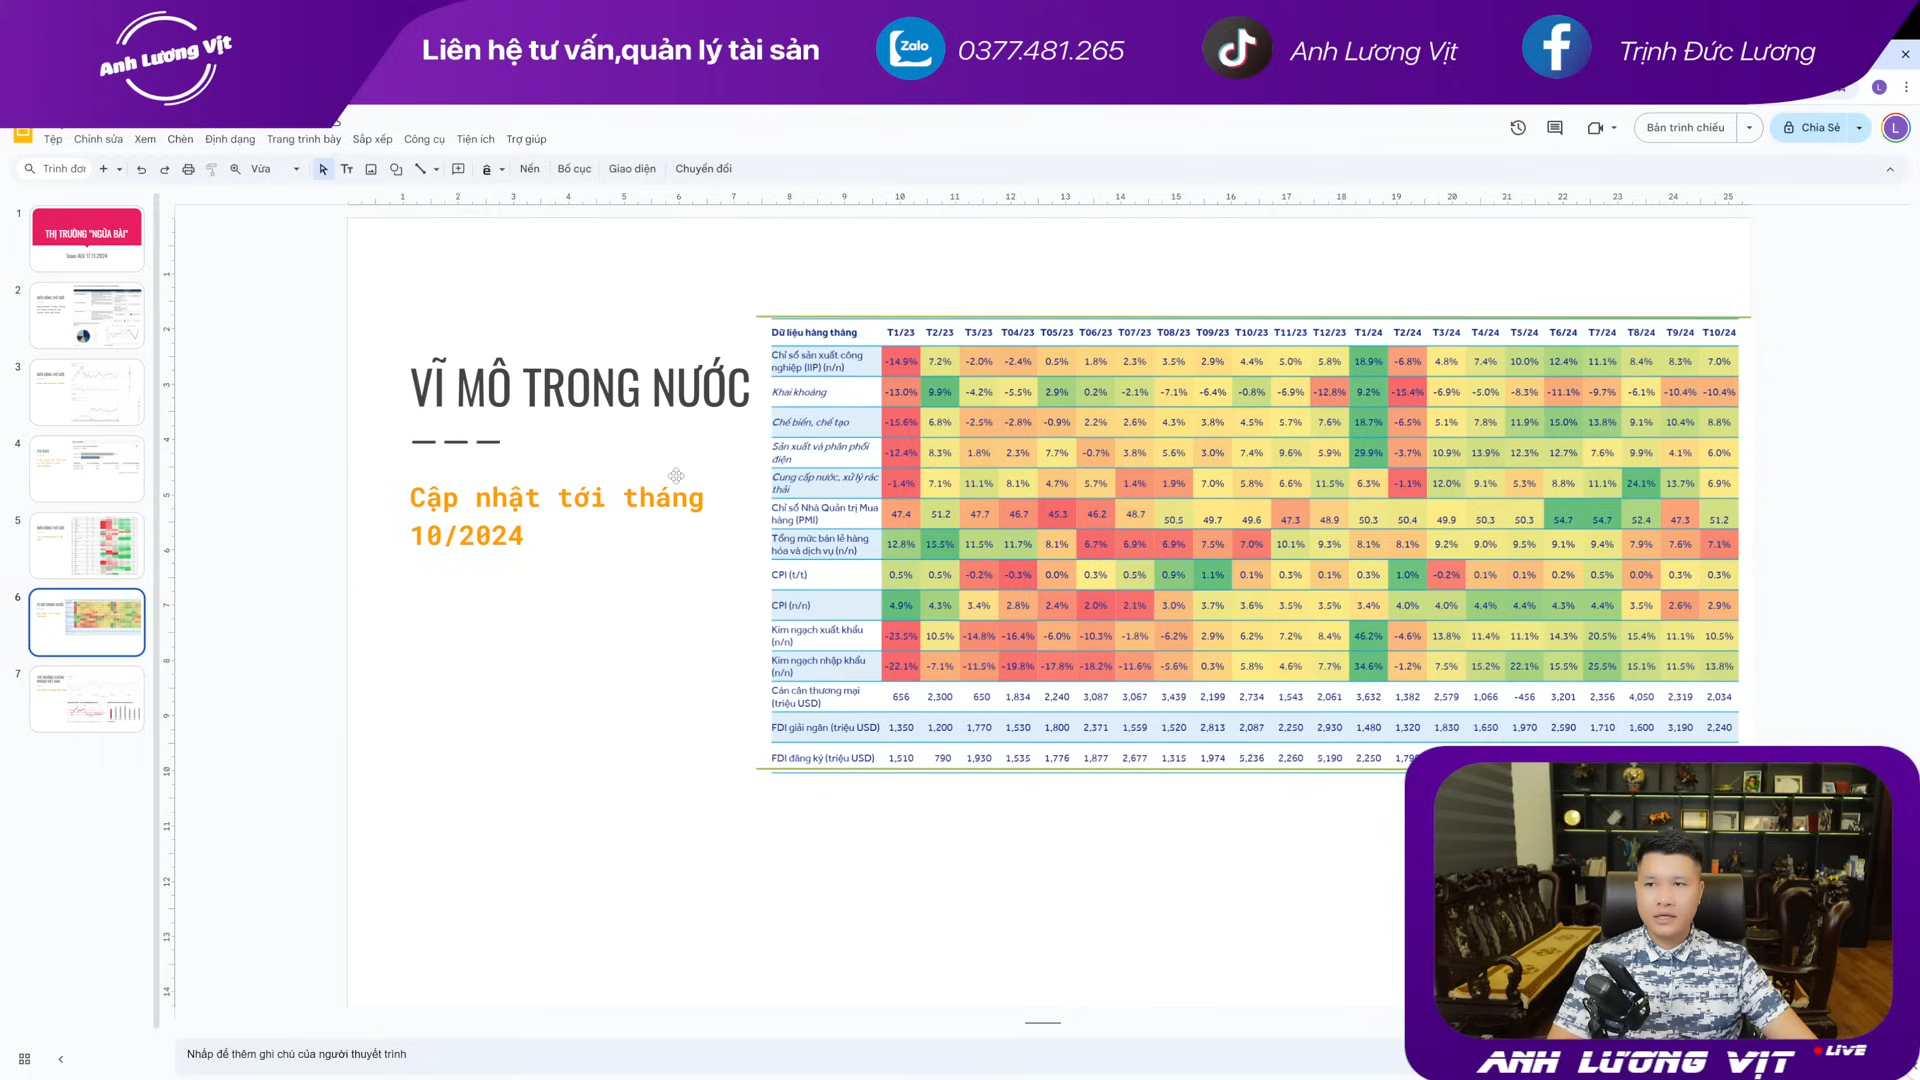 Anh Lương Vịt
Liên hệ tư vấn,quản lý tài sản
Zalo
0377.481.265
Anh Lương Vịt
Trịnh Đức Lương
Tệp Chỉnh sửa Xem Chèn Định dạng Trang trình bày Sắp xếp Công cụ Tiện ích Trợ giúp
Bản trình chiếu
Chia Sẻ
L
Trình đơn
Vừa
Nền Bố cục Giao diện Chuyển đổi
1 2 3 4 5 6 7 8 9 10 11 12 13 14 15 16 17 18 19 20 21 22 23 24 25
1
THỊ TRƯỜNG "NGỬA BÀI"
Team ALV 17.11.2024
2
3
4
5
6
7
VĨ MÔ TRONG NƯỚC
Cập nhật tới tháng
10/2024
Dữ liệu hàng tháng T1/23 T2/23 T3/23 T04/23 T05/23 T06/23 T07/23 T08/23 T09/23 T10/23 T11/23 T12/23 T1/24 T2/24 T3/24 T4/24 T5/24 T6/24 T7/24 T8/24 T9/24 T10/24
Chỉ số sản xuất công
nghiệp (IIP) (n/n) -14.9% 7.2% -2.0% -2.4% 0.5% 1.8% 2.3% 3.5% 2.9% 4.4% 5.0% 5.8% 18.9% -6.8% 4.8% 7.4% 10.0% 12.4% 11.1% 8.4% 8.3% 7.0%
Khai khoáng -13.0% 9.9% -4.2% -5.5% 2.9% 0.2% -2.1% -7.1% -6.4% -0.8% -6.9% -12.8% 9.2% -15.4% -6.9% -5.0% -8.3% -11.1% -9.7% -6.1% -10.4% -10.4%
Chế biến, chế tạo -15.6% 6.8% -2.5% -2.8% -0.9% 2.2% 2.6% 4.3% 3.8% 4.5% 5.7% 7.6% 18.7% -6.5% 5.1% 7.8% 11.9% 15.0% 13.8% 9.1% 10.4% 8.8%
Sản xuất và phân phối
điện -12.4% 8.3% 1.8% 2.3% 7.7% -0.7% 3.8% 5.6% 3.0% 7.4% 9.6% 5.9% 29.9% -3.7% 10.9% 13.9% 12.3% 12.7% 7.6% 9.9% 4.1% 6.0%
Cung cấp nước, xử lý rác
thải -1.4% 7.1% 11.1% 8.1% 4.7% 5.7% 1.4% 1.9% 7.0% 5.8% 6.6% 11.5% 6.3% -1.1% 12.0% 9.1% 5.3% 8.8% 11.1% 24.1% 13.7% 6.9%
Chỉ số Nhà Quản trị Mua
hàng (PMI) 47.4 51.2 47.7 46.7 45.3 46.2 48.7 50.5 49.7 49.6 47.3 48.9 50.3 50.4 49.9 50.3 50.3 54.7 54.7 52.4 47.3 51.2
Tổng mức bán lẻ hàng
hóa và dịch vụ (n/n) 12.8% 15.5% 11.5% 11.7% 8.1% 6.7% 6.9% 6.9% 7.5% 7.0% 10.1% 9.3% 8.1% 8.1% 9.2% 9.0% 9.5% 9.1% 9.4% 7.9% 7.6% 7.1%
CPI (t/t) 0.5% 0.5% -0.2% -0.3% 0.0% 0.3% 0.5% 0.9% 1.1% 0.1% 0.3% 0.1% 0.3% 1.0% -0.2% 0.1% 0.1% 0.2% 0.5% 0.0% 0.3% 0.3%
CPI (n/n) 4.9% 4.3% 3.4% 2.8% 2.4% 2.0% 2.1% 3.0% 3.7% 3.6% 3.5% 3.5% 3.4% 4.0% 4.0% 4.4% 4.4% 4.3% 4.4% 3.5% 2.6% 2.9%
Kim ngạch xuất khẩu
(n/n) -23.5% 10.5% -14.8% -16.4% -6.0% -10.3% -1.8% -6.2% 2.9% 6.2% 7.2% 8.4% 46.2% -4.6% 13.8% 11.4% 11.1% 14.3% 20.5% 15.4% 11.1% 10.5%
Kim ngạch nhập khẩu
(n/n) -22.1% -7.1% -11.5% -19.8% -17.8% -18.2% -11.6% -5.6% 0.3% 5.8% 4.6% 7.7% 34.6% -1.2% 7.5% 15.2% 22.1% 15.5% 25.5% 15.1% 11.5% 13.8%
Cán cân thương mại
(triệu USD) 656 2,300 650 1,834 2,240 3,087 3,067 3,439 2,199 2,734 1,543 2,061 3,632 1,382 2,579 1,066 -456 3,201 2,356 4,050 2,319 2,034
FDI giải ngân (triệu USD) 1,350 1,200 1,770 1,530 1,800 2,371 1,559 1,520 2,813 2,087 2,250 2,930 1,480 1,320 1,830 1,650 1,970 2,590 1,710 1,600 3,190 2,240
FDI đăng ký (triệu USD) 1,510 790 1,930 1,535 1,776 1,877 2,677 1,315 1,974 5,236 2,260 5,190 2,250
Nhấp để thêm ghi chú của người thuyết trình
ANH LƯƠNG VỊT LIVE